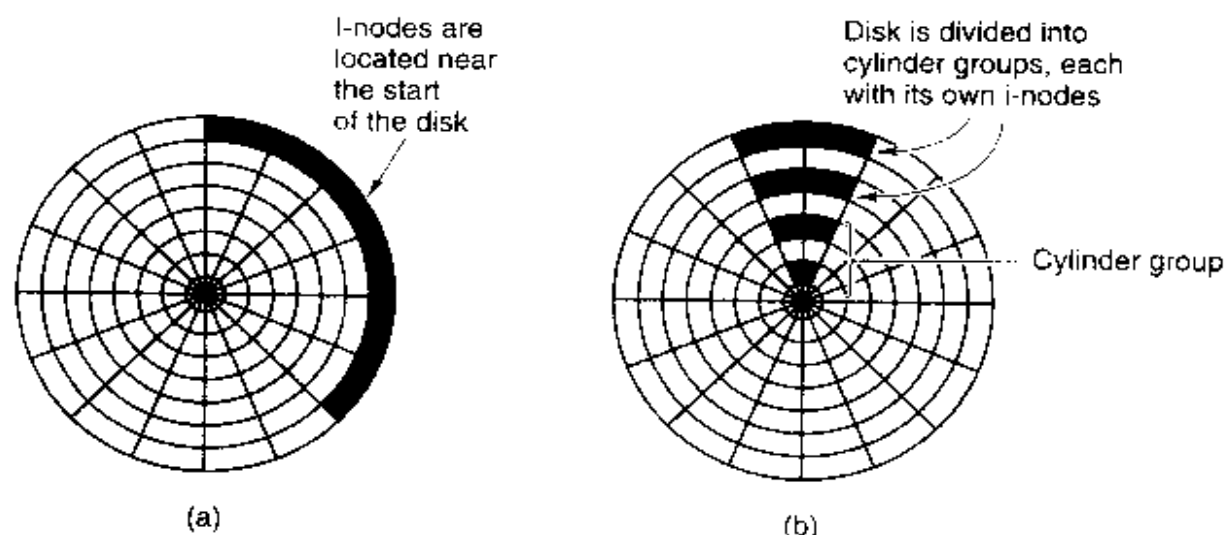 I-nodes are
located near
the start
of the disk
Disk is divided into
cylinder groups, each
with its own i-nodes
Cylinder group
(a)
(b)